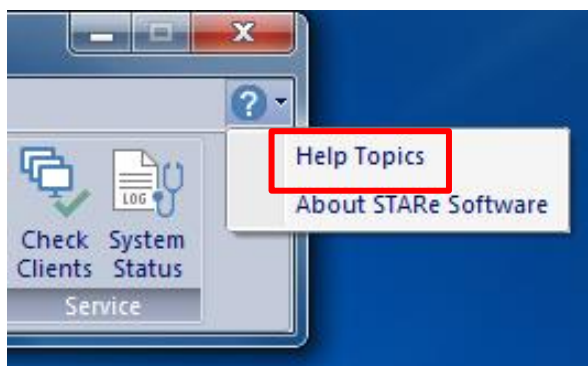 ?
Help Topics
About STARe Software
LOG
Check
Clients
System
Status
Service